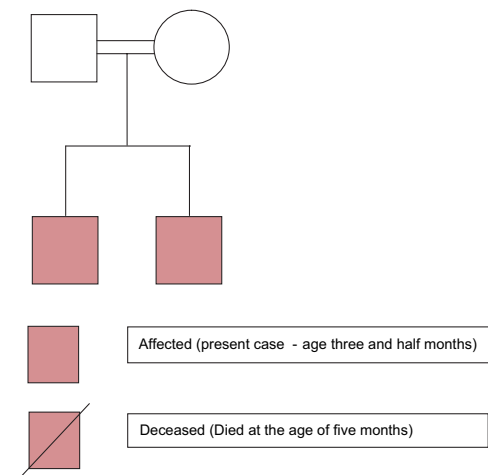 Affected (present case - age three and half months)
Deceased (Died at the age of five months)